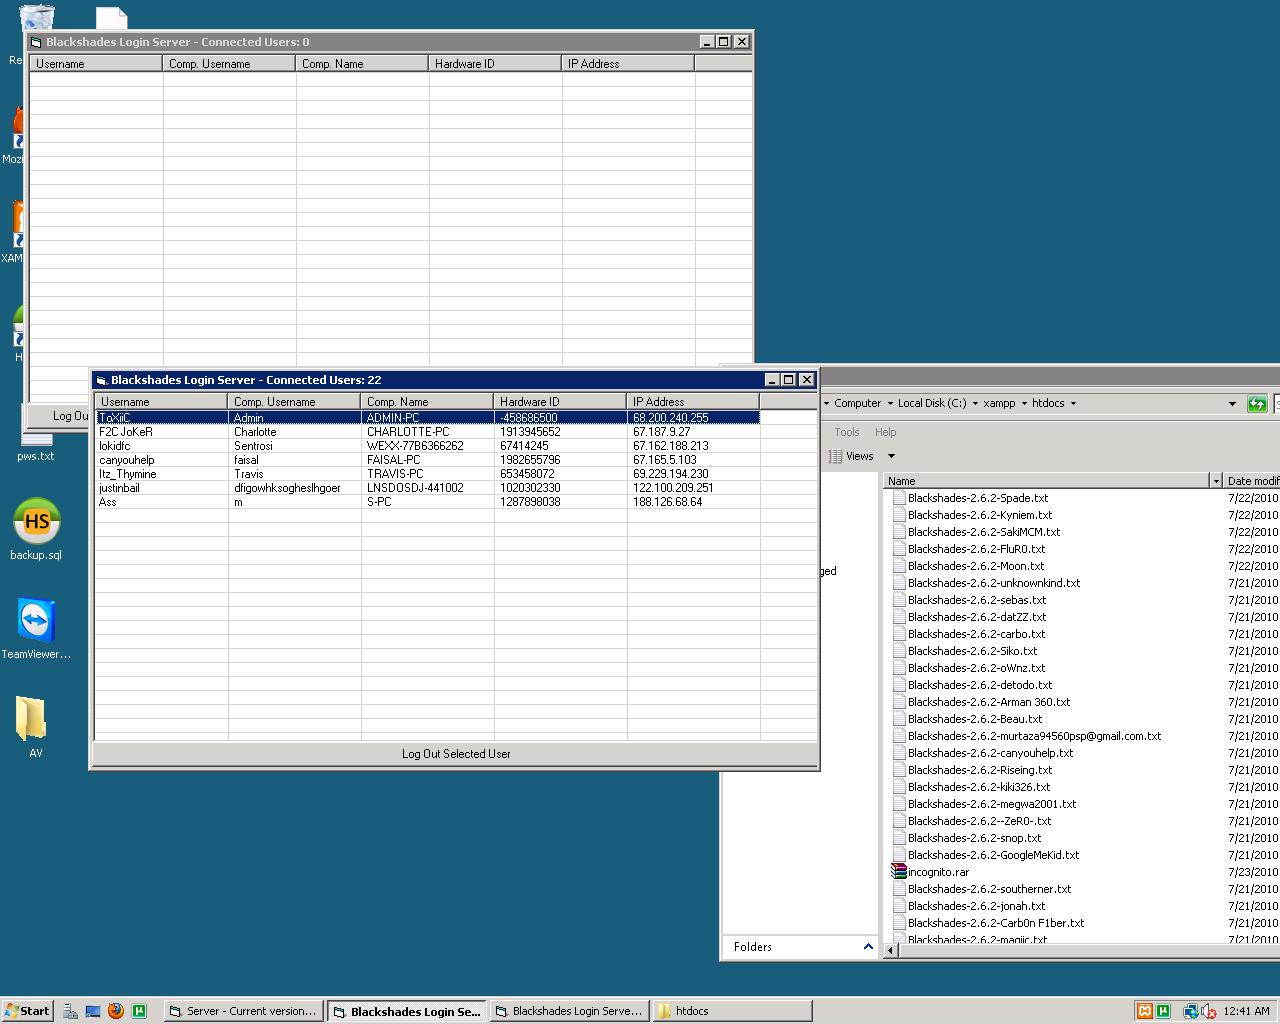 Re
Blackshades Login Server - Connected Users: 0
Username Comp. Username Comp. Name Hardware ID IP Address
Mozi
XAM
H
Log Ou
Blackshades Login Server - Connected Users: 22
Username Comp. Username Comp. Name Hardware ID IP Address
ToXiiC Admin ADMIN-PC -458686500 68.200.240.255
F2C JoKeR Charlotte CHARLOTTE-PC 1913945652 67.187.9.27
lokidfc Sentrosi WEXX-77B6366262 67414245 67.162.188.213
canyouhelp faisal FAISAL-PC 1982655796 67.165.5.103
Itz_Thymine Travis TRAVIS-PC 653458072 69.229.194.230
justinbail dfigowhksogheslhgoer LNSDOSDJ-441002 1020302330 122.100.209.251
Ass m S-PC 1287898038 188.126.68.64
Log Out Selected User
pws.txt
HS
backup.sql
TeamViewer...
AV
Computer Local Disk (C:) xampp htdocs
Tools Help
Views
Name Date modif
ged
Blackshades-2.6.2-Spade.txt 7/22/2010
Blackshades-2.6.2-Kyniem.txt 7/22/2010
Blackshades-2.6.2-SakiMCM.txt 7/22/2010
Blackshades-2.6.2-FluR0.txt 7/22/2010
Blackshades-2.6.2-Moon.txt 7/22/2010
Blackshades-2.6.2-unknownkind.txt 7/21/2010
Blackshades-2.6.2-sebas.txt 7/21/2010
Blackshades-2.6.2-datZZ.txt 7/21/2010
Blackshades-2.6.2-carbo.txt 7/21/2010
Blackshades-2.6.2-Siko.txt 7/21/2010
Blackshades-2.6.2-oWnz.txt 7/21/2010
Blackshades-2.6.2-detodo.txt 7/21/2010
Blackshades-2.6.2-Arman 360.txt 7/21/2010
Blackshades-2.6.2-Beau.txt 7/21/2010
Blackshades-2.6.2-murtaza94560psp@gmail.com.txt 7/21/2010
Blackshades-2.6.2-canyouhelp.txt 7/21/2010
Blackshades-2.6.2-Riseing.txt 7/21/2010
Blackshades-2.6.2-kiki326.txt 7/21/2010
Blackshades-2.6.2-megwa2001.txt 7/21/2010
Blackshades-2.6.2--ZeR0-.txt 7/21/2010
Blackshades-2.6.2-snop.txt 7/21/2010
Blackshades-2.6.2-GoogleMeKid.txt 7/21/2010
incognito.rar 7/23/2010
Blackshades-2.6.2-southerner.txt 7/21/2010
Blackshades-2.6.2-jonah.txt 7/21/2010
Blackshades-2.6.2-Carb0n F1ber.txt 7/21/2010
Blackshades-2.6.2-magiic.txt 7/21/2010
Folders
Start Server - Current version... Blackshades Login Se... Blackshades Login Serve... htdocs 12:41 AM